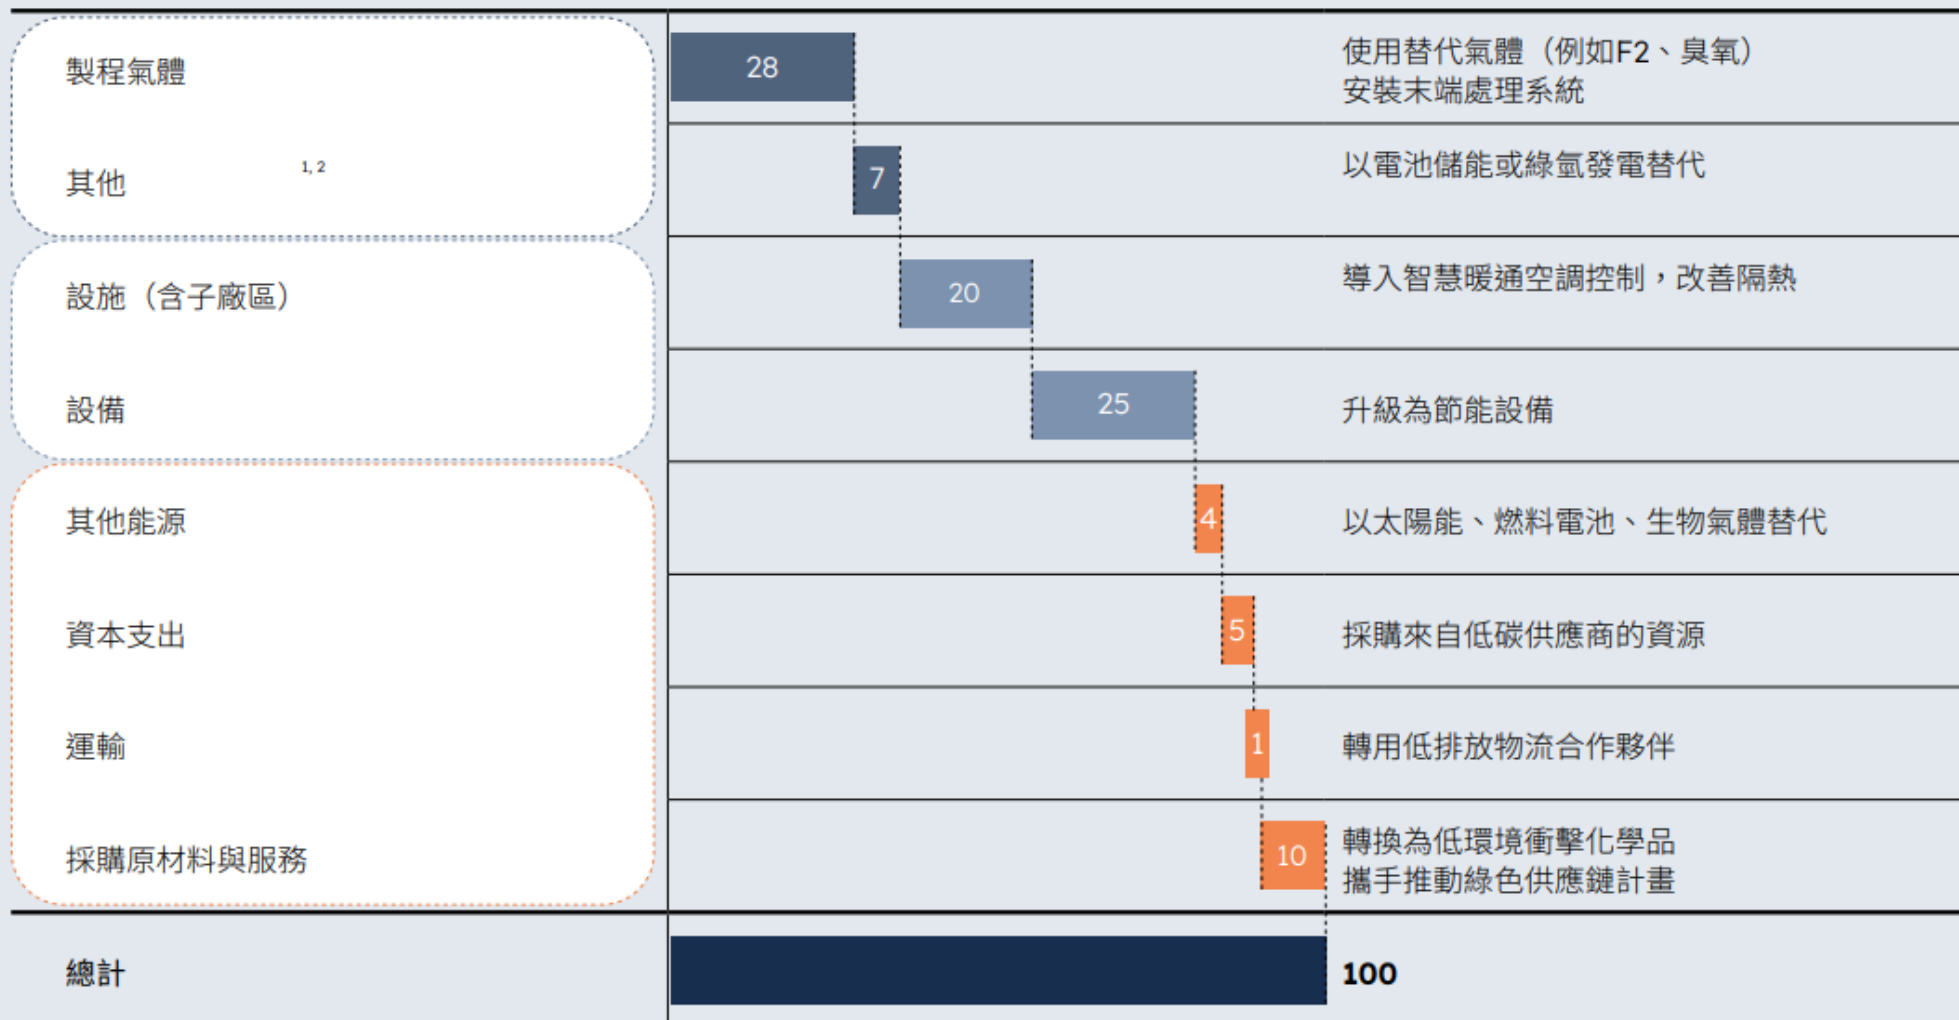 製程氣體
28
使用替代氣體（例如F2、臭氧）
安裝末端處理系統
其他 1, 2
7
以電池儲能或綠氫發電替代
設施（含子廠區）
20
導入智慧暖通空調控制，改善隔熱
設備
25
升級為節能設備
其他能源
4
以太陽能、燃料電池、生物氣體替代
資本支出
5
採購來自低碳供應商的資源
運輸
1
轉用低排放物流合作夥伴
採購原材料與服務
10
轉換為低環境衝擊化學品
攜手推動綠色供應鏈計畫
總計
100